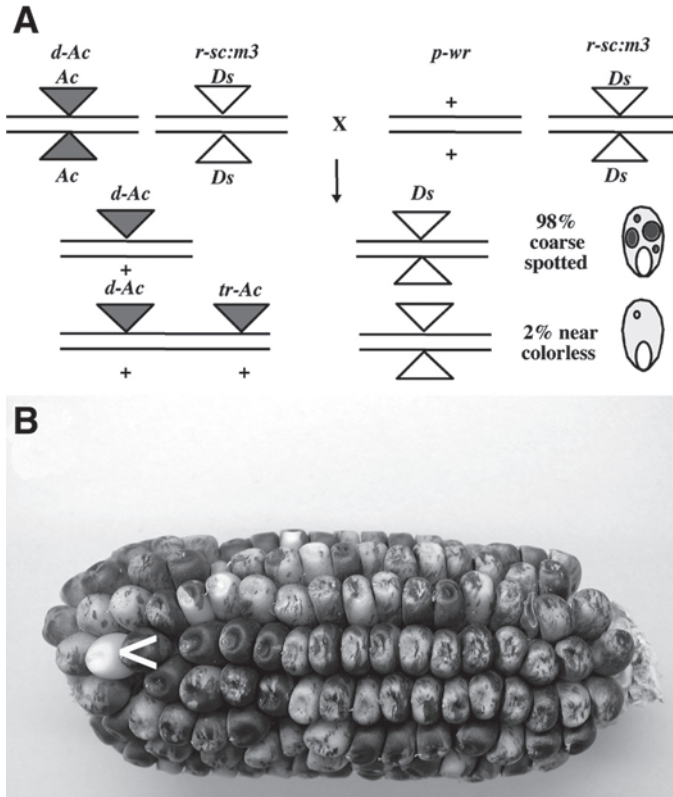 A
d-Ac r-sc:m3 p-wr r-sc:m3
Ac Ds + Ds
X
Ac Ds + Ds
d-Ac Ds
98%
coarse
spotted
+
d-Ac tr-Ac
2% near
colorless
+ +
B
<